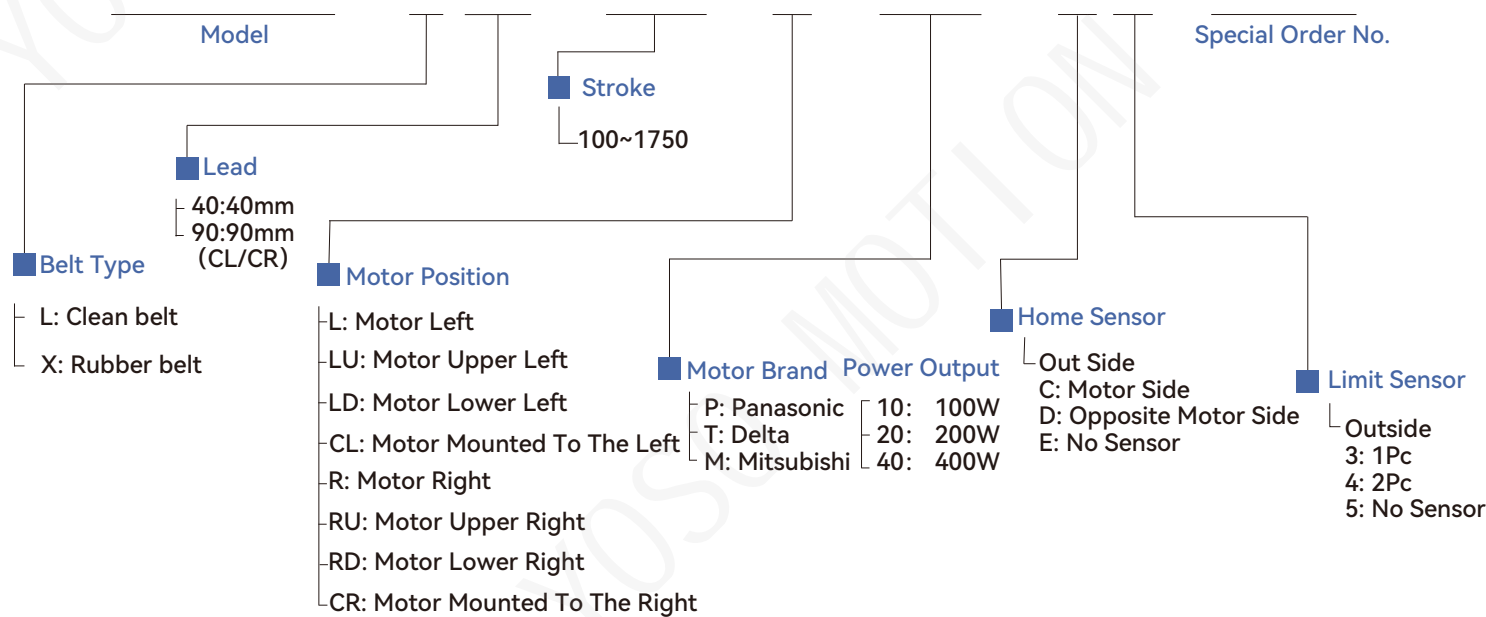 Model
Special Order No.
Stroke
100~1750
Lead
40:40mm
90:90mm
(CL/CR)
Belt Type
L: Clean belt
X: Rubber belt
Motor Position
L: Motor Left
LU: Motor Upper Left
LD: Motor Lower Left
CL: Motor Mounted To The Left
R: Motor Right
RU: Motor Upper Right
RD: Motor Lower Right
CR: Motor Mounted To The Right
Motor Brand
P: Panasonic
T: Delta
M: Mitsubishi
Power Output
10: 100W
20: 200W
40: 400W
Home Sensor
Out Side
C: Motor Side
D: Opposite Motor Side
E: No Sensor
Limit Sensor
Outside
3: 1Pc
4: 2Pc
5: No Sensor
YOSO MOTION